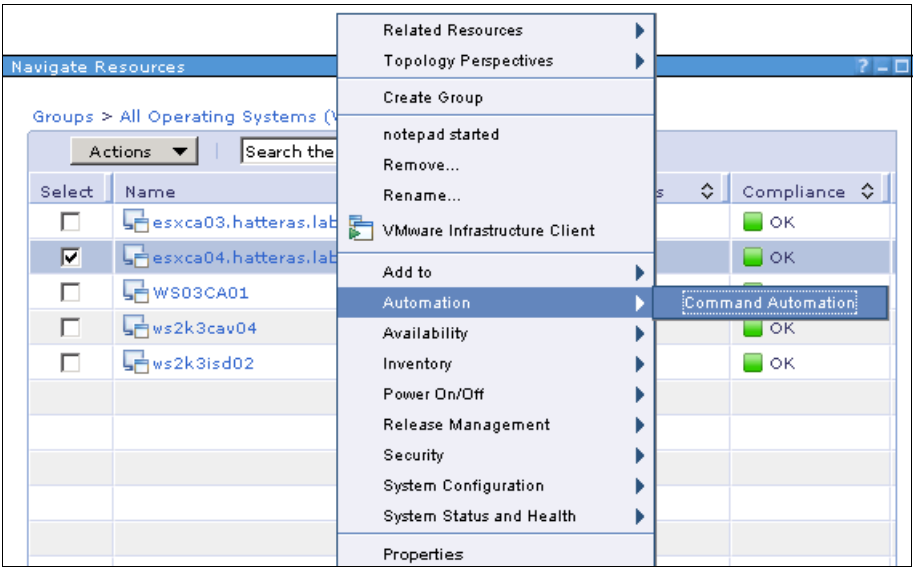 Related Resources
Topology Perspectives
Navigate Resources
?
Create Group
Groups > All Operating Systems (
notepad started
Actions
Search the
Remove...
Rename...
Select
Name
s
Compliance
esxca03.hatteras.lab
VMware Infrastructure Client
OK
esxca04.hatteras.lab
Add to
OK
WS03CA01
Automation
Command Automation
ws2k3cav04
Availability
OK
ws2k3isd02
Inventory
OK
Power On/Off
Release Management
Security
System Configuration
System Status and Health
Properties